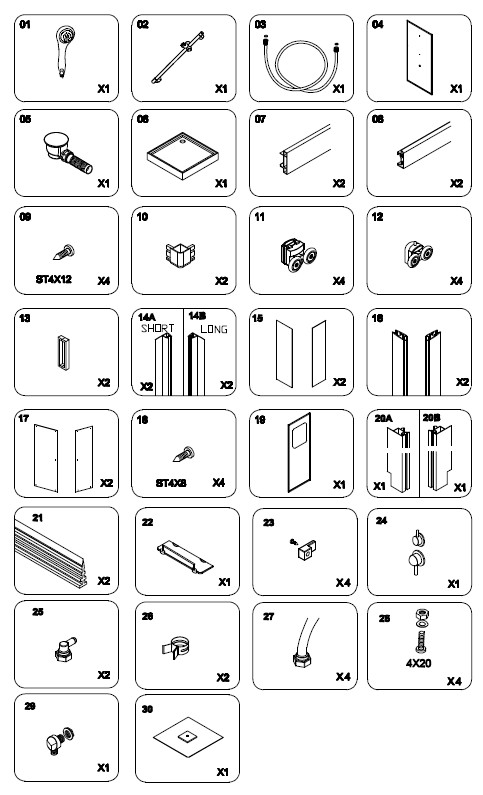 01 02 03 04
X1 X1 X1 X1
05 06 07 08
X1 X1 X2 X2
09 10 11 12
ST4X12 X4 X2 X4 X4
13 14A 14B 15 16
SHORT LONG
X2 X2 X2 X2 X2
17 18 19 20A 20B
X2 ST4X8 X4 X1 X1 X1
21 22 23 24
X2 X1 X4 X1
25 26 27 28
4X20
X2 X2 X4 X4
29 30
X1 X1